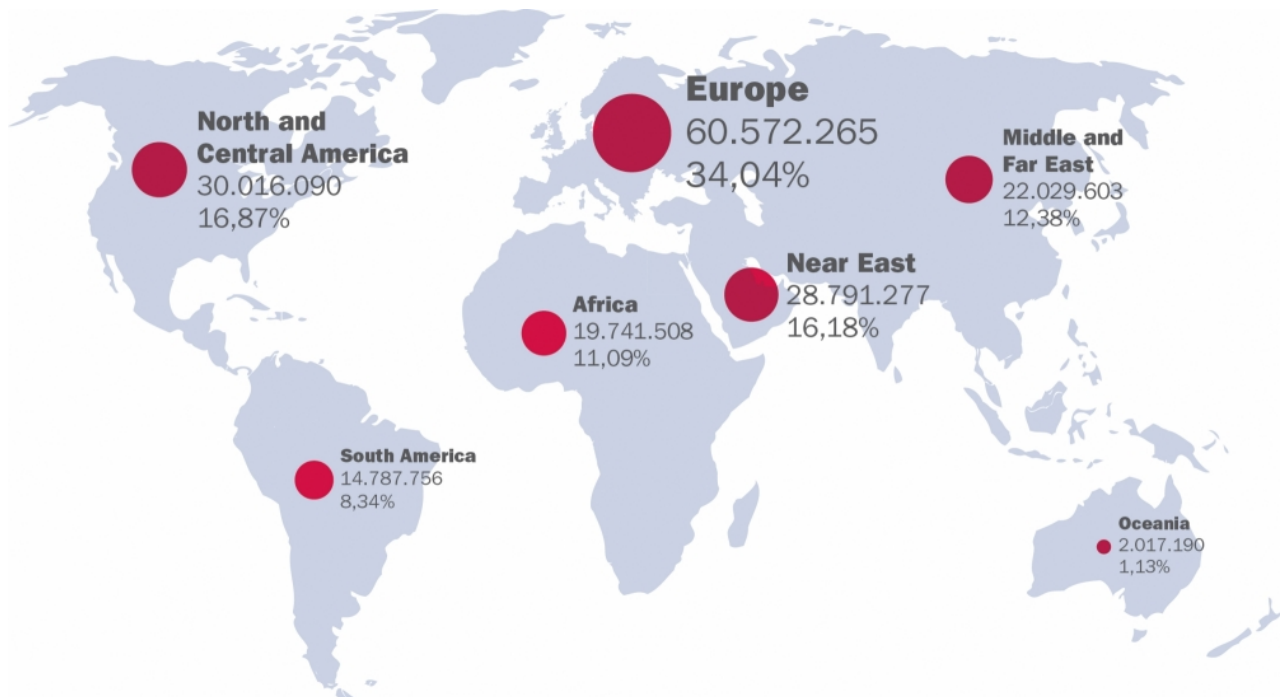 North and
Central America
30.016.090
16,87%
Europe
60.572.265
34,04%
Middle and
Far East
22.029.603
12,38%
Near East
28.791.277
16,18%
Africa
19.741.508
11,09%
South America
14.787.756
8,34%
Oceania
2.017.190
1,13%